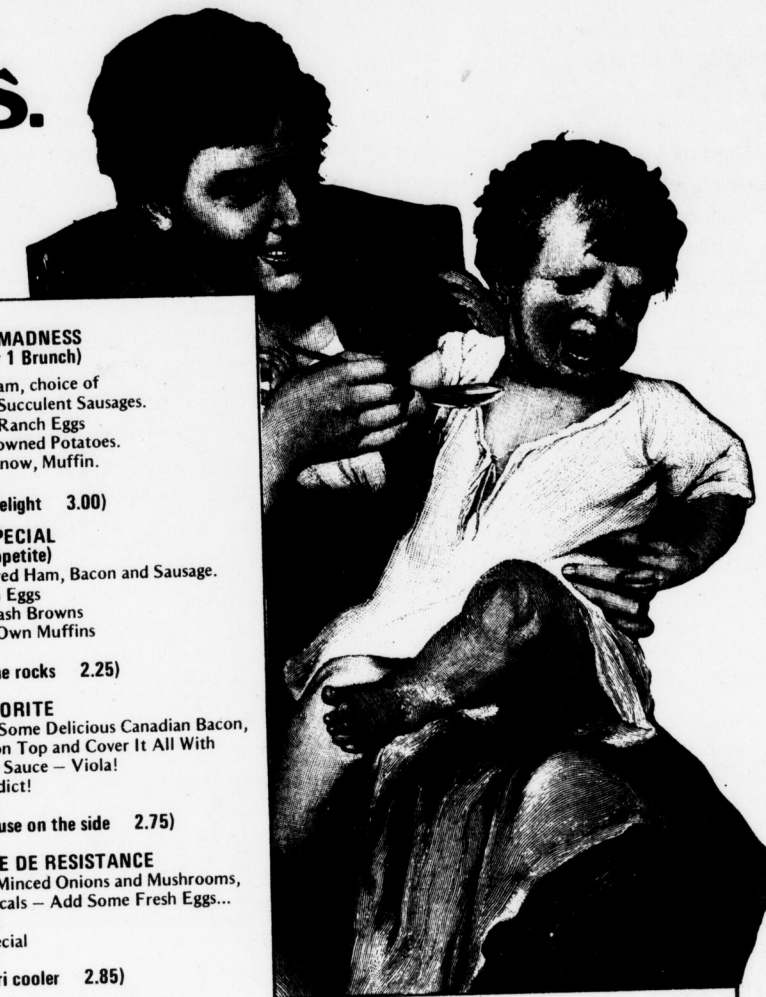 S.
MADNESS
1 Brunch)
am, choice of
Succulent Sausages.
Ranch Eggs
owned Potatoes.
now, Muffin.
elight 3.00)
PECIAL
ppetite)
red Ham, Bacon and Sausage.
Eggs
ash Browns
Own Muffins
e rocks 2.25)
ORITE
Some Delicious Canadian Bacon,
on Top and Cover It All With
Sauce — Viola!
dict!
use on the side 2.75)
E DE RESISTANCE
Minced Onions and Mushrooms,
cals — Add Some Fresh Eggs...
ecial
ri cooler 2.85)